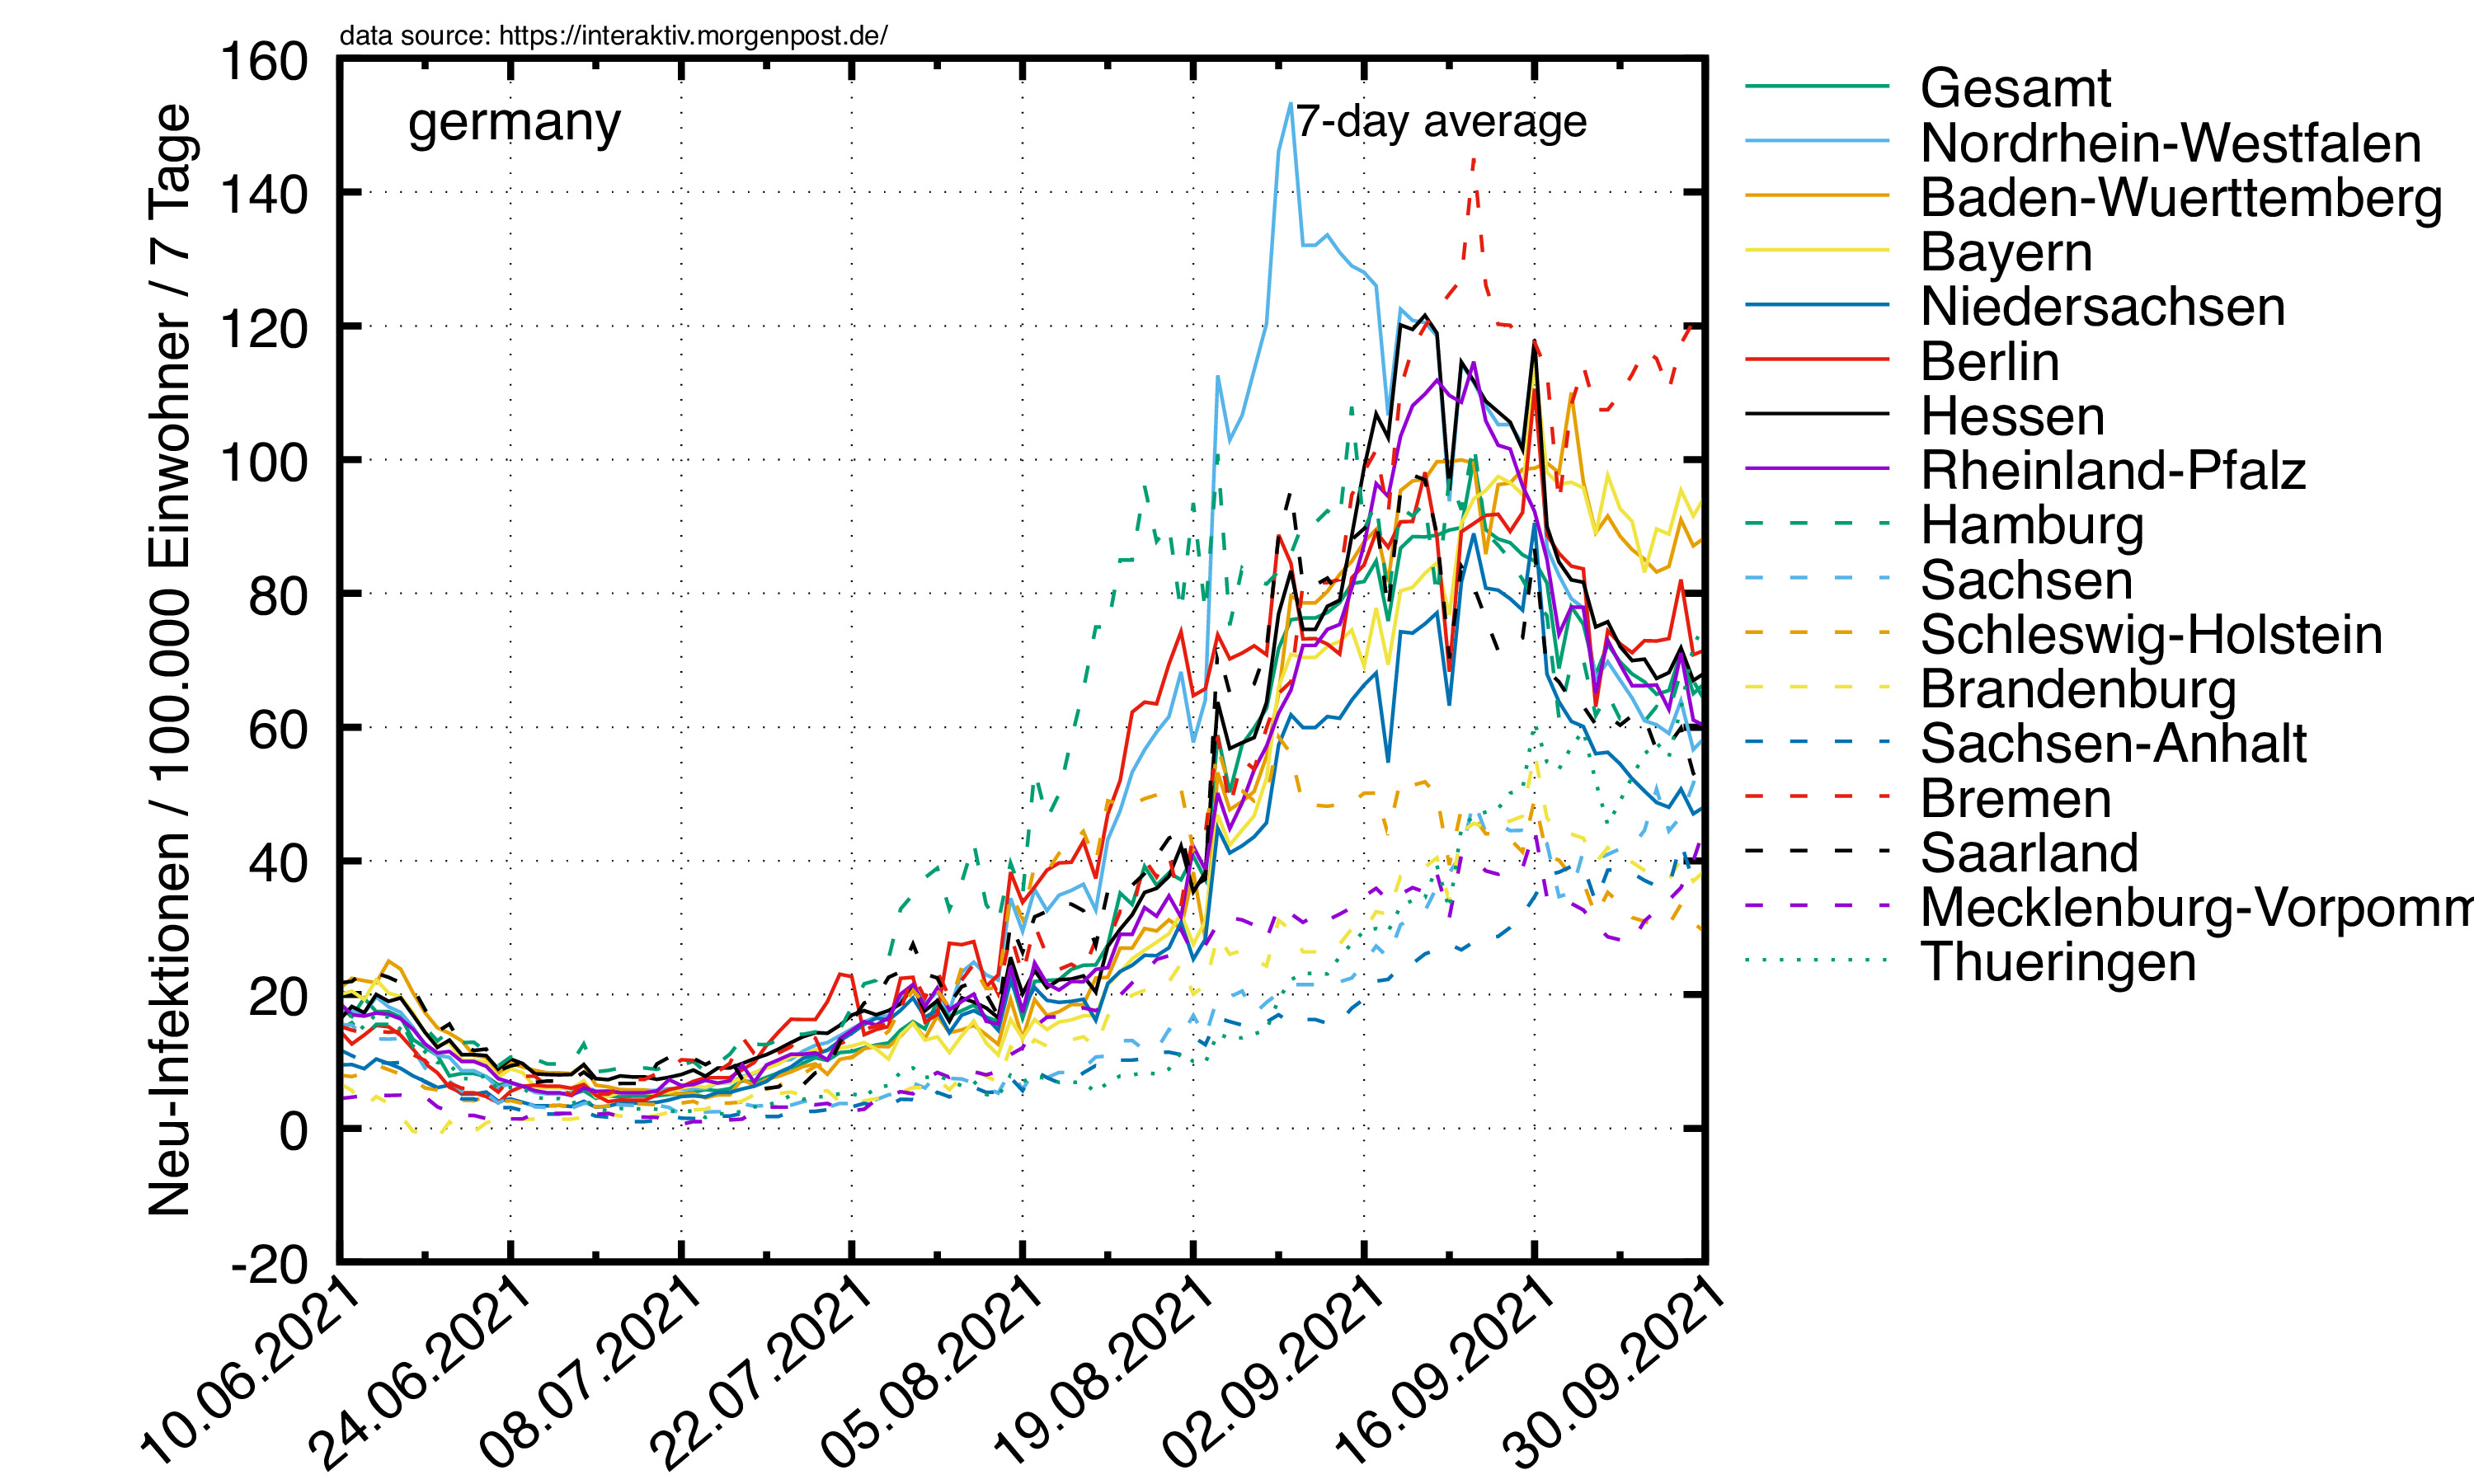 data source: https://interaktiv.morgenpost.de/
160
140
120
100
80
60
40
20
0
-20
Neu-Infektionen / 100.000 Einwohner / 7 Tage
germany
7-day average
10.06.2021
24.06.2021
08.07.2021
22.07.2021
05.08.2021
19.08.2021
02.09.2021
16.09.2021
30.09.2021
Gesamt
Nordrhein-Westfalen
Baden-Wuerttemberg
Bayern
Niedersachsen
Berlin
Hessen
Rheinland-Pfalz
Hamburg
Sachsen
Schleswig-Holstein
Brandenburg
Sachsen-Anhalt
Bremen
Saarland
Mecklenburg-Vorpomm
Thueringen